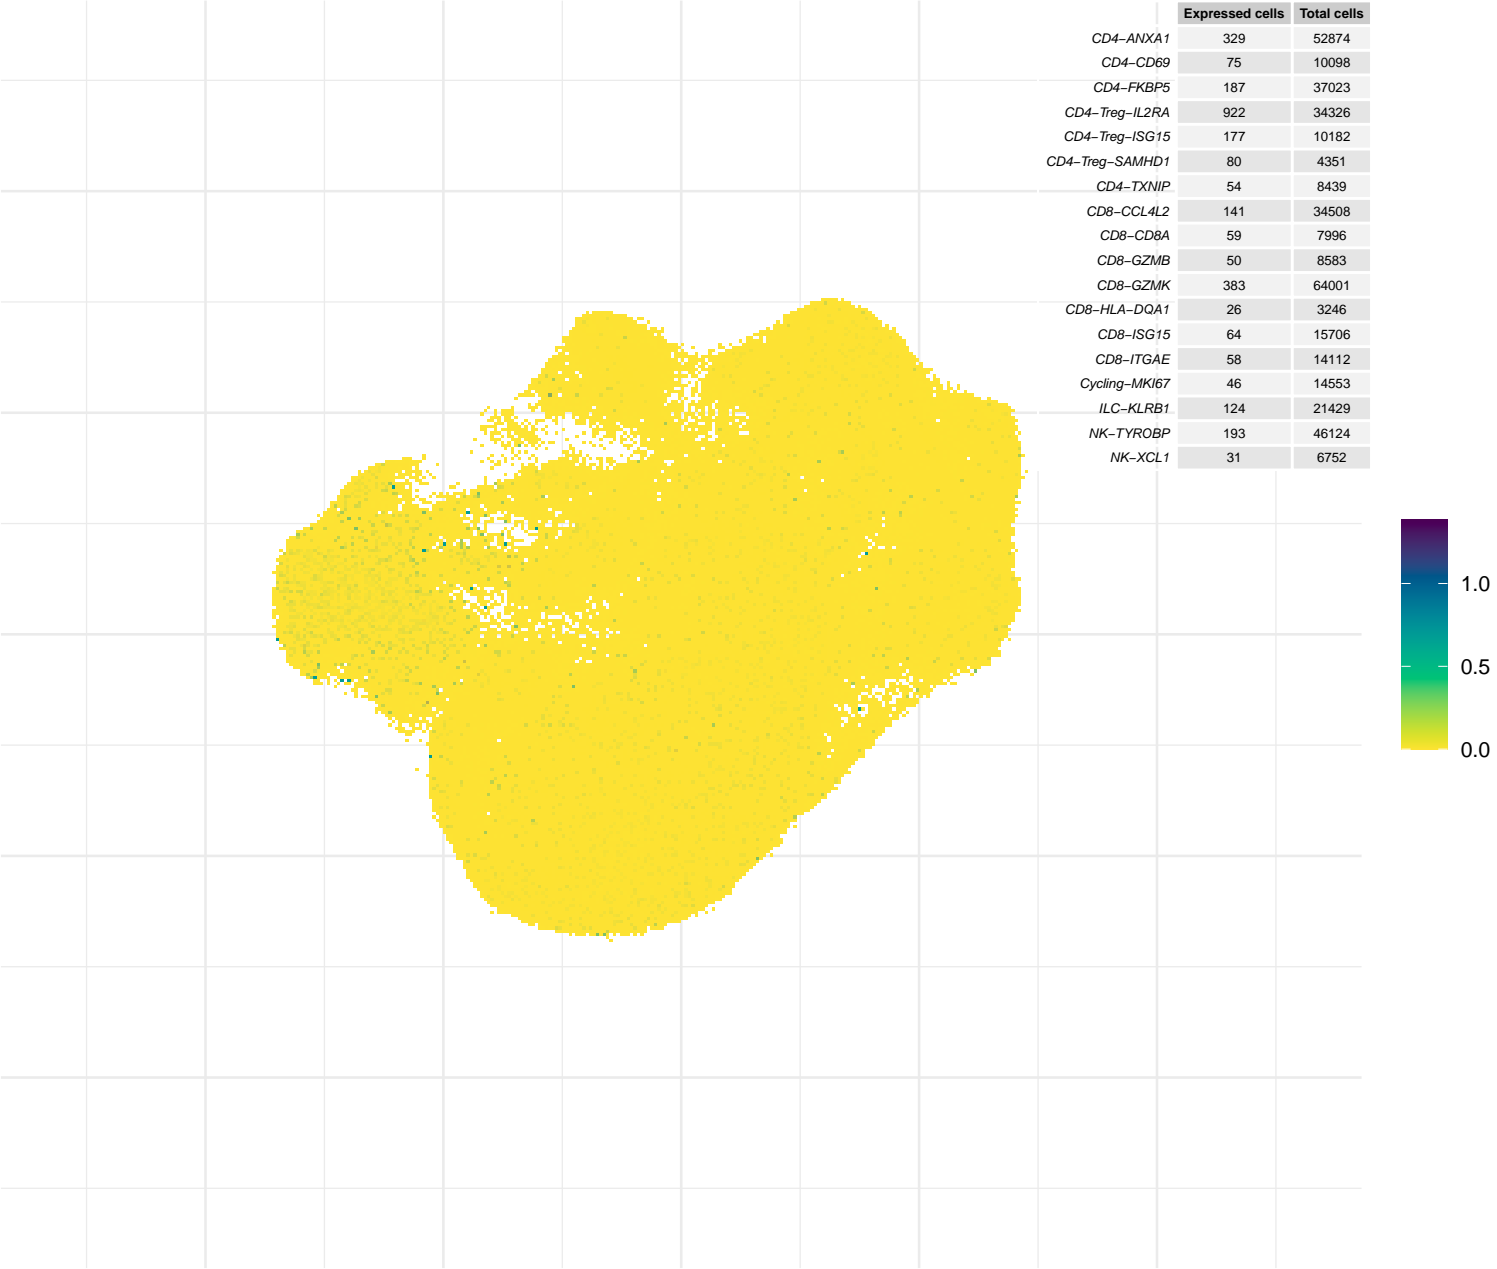 Expressed cells Total cells
CD4−ANXA1 329 52874
CD4−CD69 75 10098
CD4−FKBP5 187 37023
CD4−Treg−IL2RA 922 34326
CD4−Treg−ISG15 177 10182
CD4−Treg−SAMHD1 80 4351
CD4−TXNIP 54 8439
CD8−CCL4L2 141 34508
CD8−CD8A 59 7996
CD8−GZMB 50 8583
CD8−GZMK 383 64001
CD8−HLA−DQA1 26 3246
CD8−ISG15 64 15706
CD8−ITGAE 58 14112
Cycling−MKI67 46 14553
ILC−KLRB1 124 21429
NK−TYROBP 193 46124
NK−XCL1 31 6752
1.0
0.5
0.0